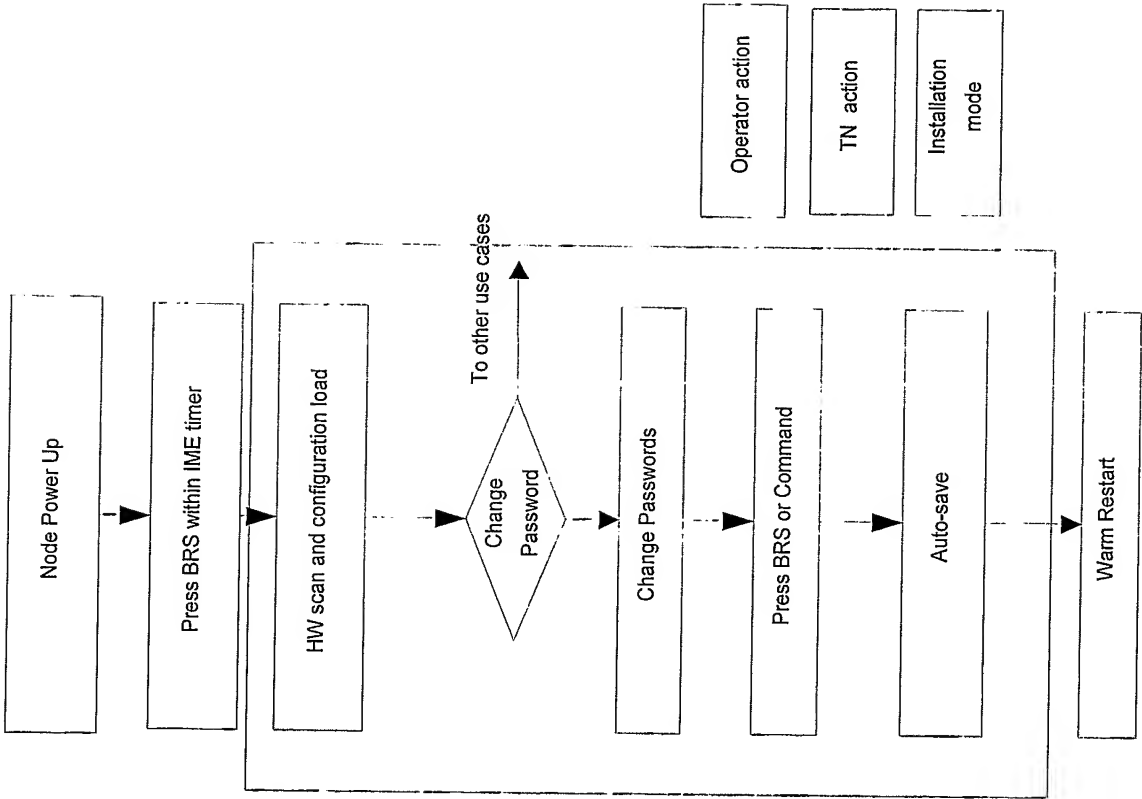 Node Power Up
Press BRS within IME timer
HW scan and configuration load
Change
Password
To other use cases
Change Passwords
Press BRS or Command
Auto-save
Warm Restart
Operator action
TN action
Installation
mode